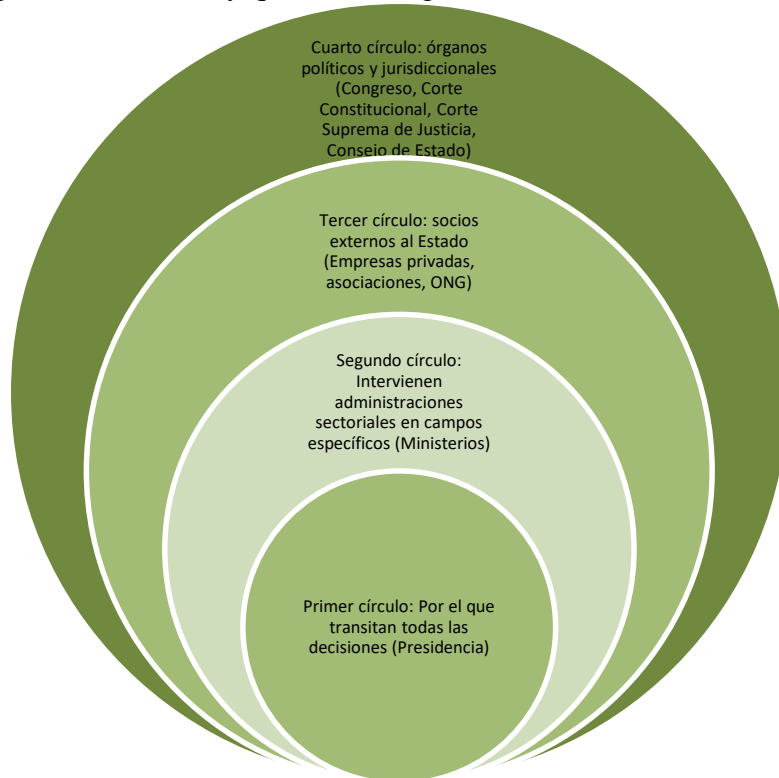 Cuarto círculo: órganos
políticos y jurisdiccionales
(Congreso, Corte
Constitucional, Corte
Suprema de Justicia,
Consejo de Estado)
Tercer círculo: socios
externos al Estado
(Empresas privadas,
asociaciones, ONG)
Segundo círculo:
Intervienen
administraciones
sectoriales en campos
específicos (Ministerios)
Primer círculo: Por el que
transitan todas las
decisiones (Presidencia)